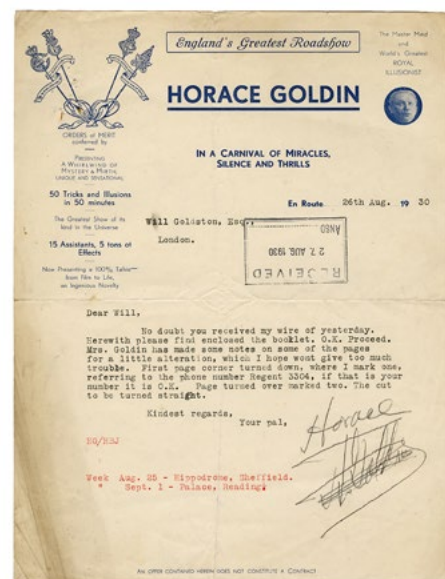 England's Greatest Roadshow
The Master Mind
and
World's Greatest
ROYAL
ILLUSIONIST
HORACE GOLDIN
IN A CARNIVAL OF MIRACLES,
SILENCE AND THRILLS
ORDERS of MERIT
conferred by
PRESENTING
A WHIRLWIND OF
MYSTERY & MIRTH,
UNIQUE AND SENSATIONAL
50 Tricks and Illusions
in 50 minutes
The Greatest Show of its
kind in the Universe
15 Assistants, 5 tons of
Effects
Now Presenting a 100% Talkie
from Film to Life,
an Ingenious Novelty
En Route 26th Aug. 1930
Will Goldston, Esq.,
London.
RECEIVED
27 AUG. 1930
Dear Will,
No doubt you received my wire of yesterday.
Herewith please find enclosed the booklet. O.K. Proceed.
Mrs. Goldin has made some notes on some of the pages
for a little alteration, which I hope wont give too much
trouble. First page corner turned down, where I mark one,
referring to the phone number Regent 3304, if that is your
number it is O.K. Page turned over marked two. The cut
to be turned straight.
Kindest regards,
Your pal,
Horace
Week Aug. 25 - Hippodrome, Sheffield.
" Sept. 1 - Palace, Reading.
ANY OFFER CONTAINED HEREIN DOES NOT CONSTITUTE A CONTRACT